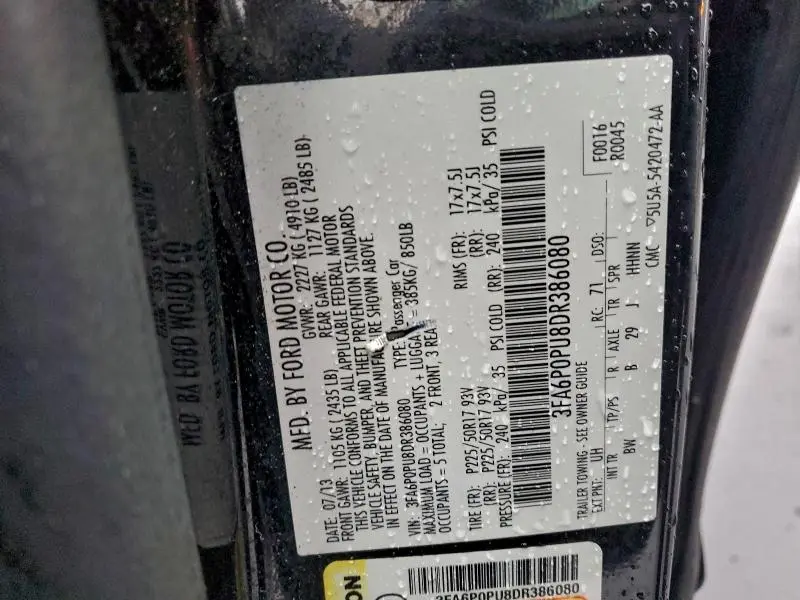 MFD. BY FORD MOTOR CO.
DATE: 07/13 GVWR: 2227 KG ( 4910 LB)
FRONT GAWR: 1105 KG ( 2435 LB) REAR GAWR: 1127 KG ( 2485 LB)
THIS VEHICLE CONFORMS TO ALL APPLICABLE FEDERAL MOTOR
VEHICLE SAFETY, BUMPER, AND THEFT PREVENTION STANDARDS
IN EFFECT ON THE DATE OF MANUFACTURE SHOWN ABOVE.
VIN: 3FA6P0PU8DR386080 TYPE: Passenger Car
MAXIMUM LOAD = OCCUPANTS + LUGGAGE = 385KG/ 850LB
OCCUPANTS = 5 TOTAL; 2 FRONT, 3 REAR
TIRE (FR): P225/50R17 93V RIMS (FR): 17x7.5J
(RR): P225/50R17 93V (RR): 17x7.5J
PRESSURE (FR): 240 kPa/ 35 PSI COLD (RR): 240 kPa/ 35 PSI COLD
3FA6P0PU8DR386080
TRAILER TOWING - SEE OWNER GUIDE F0016
R0045
EXT PNT: UH RC: 71 DSO:
INT TR TP/PS R AXLE TR SPR
BW B 29 J HHNN
CMC ▽5U5A-5420472-AA
ON
3FA6P0PU8DR386080